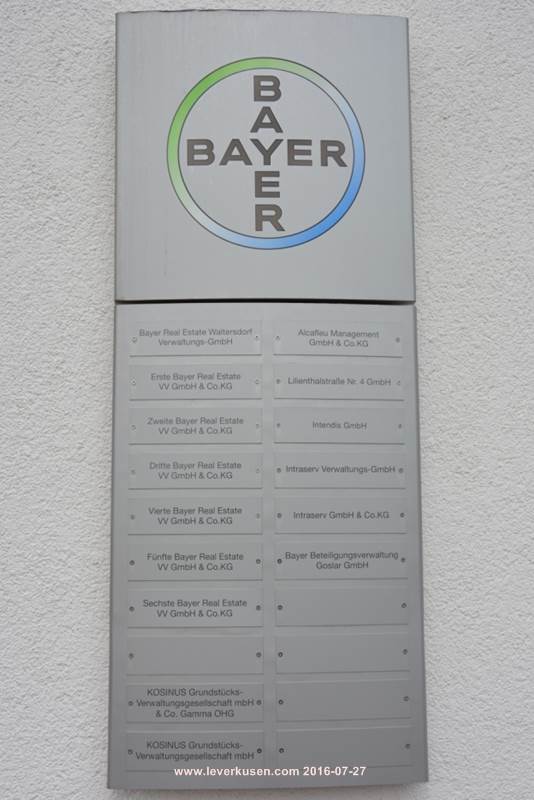 BAYER
BAYER
Bayer Real Estate Waltersdorf
Verwaltungs-GmbH
Erste Bayer Real Estate
VV GmbH & Co.KG
Zweite Bayer Real Estate
VV GmbH & Co.KG
Dritte Bayer Real Estate
VV GmbH & Co.KG
Vierte Bayer Real Estate
VV GmbH & Co.KG
Fünfte Bayer Real Estate
VV GmbH & Co.KG
Sechste Bayer Real Estate
VV GmbH & Co.KG
KOSINUS Grundstücks-
Verwaltungsgesellschaft mbH
& Co. Gamma OHG
KOSINUS Grundstücks-
Verwaltungsgesellschaft mbH
Alcafleu Management
GmbH & Co.KG
Lilienthalstraße Nr. 4 GmbH
Intendis GmbH
Intraserv Verwaltungs-GmbH
Intraserv GmbH & Co.KG
Bayer Beteiligungsverwaltung
Goslar GmbH
www.leverkusen.com 2016-07-27